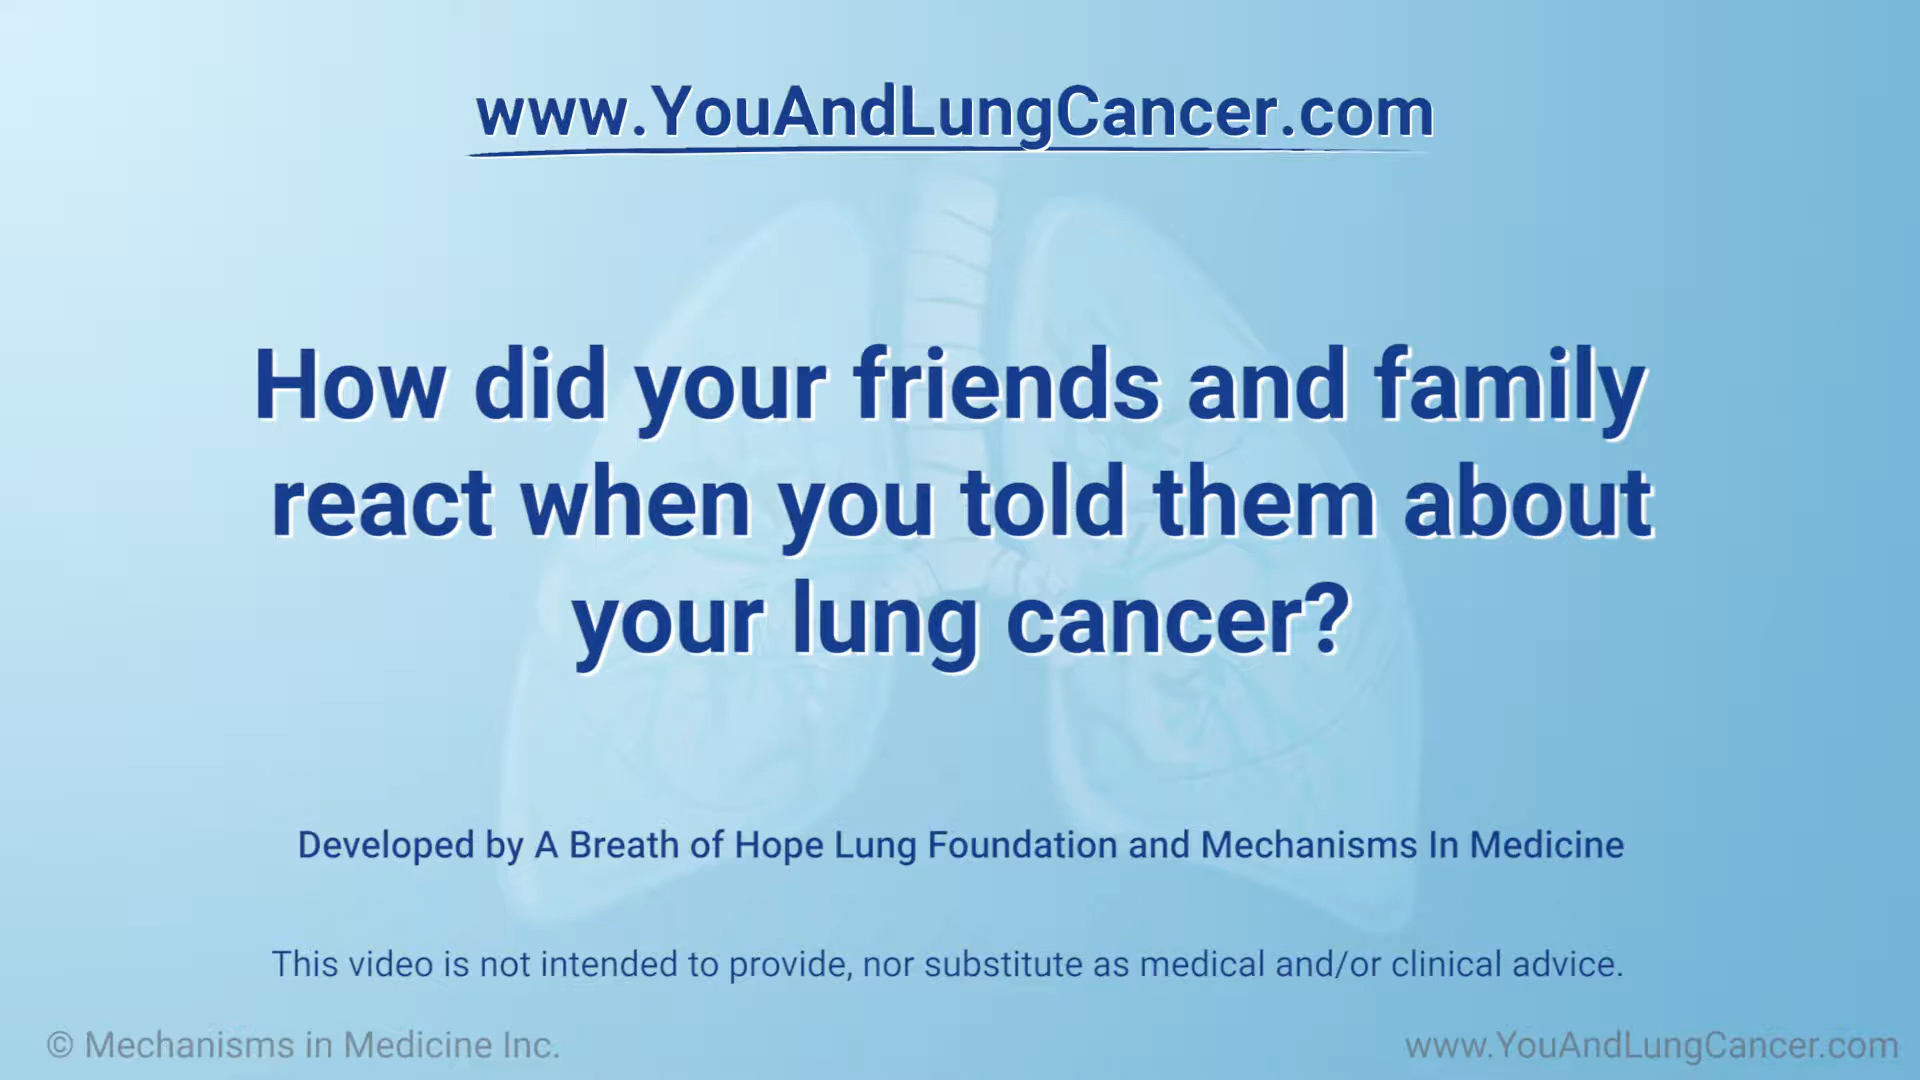 www.YouAndLungCancer.com
How did your friends and family
react when you told them about
your lung cancer?
Developed by A Breath of Hope Lung Foundation and Mechanisms In Medicine
This video is not intended to provide, nor substitute as medical and/or clinical advice.
© Mechanisms in Medicine Inc.
www.YouAndLungCancer.com